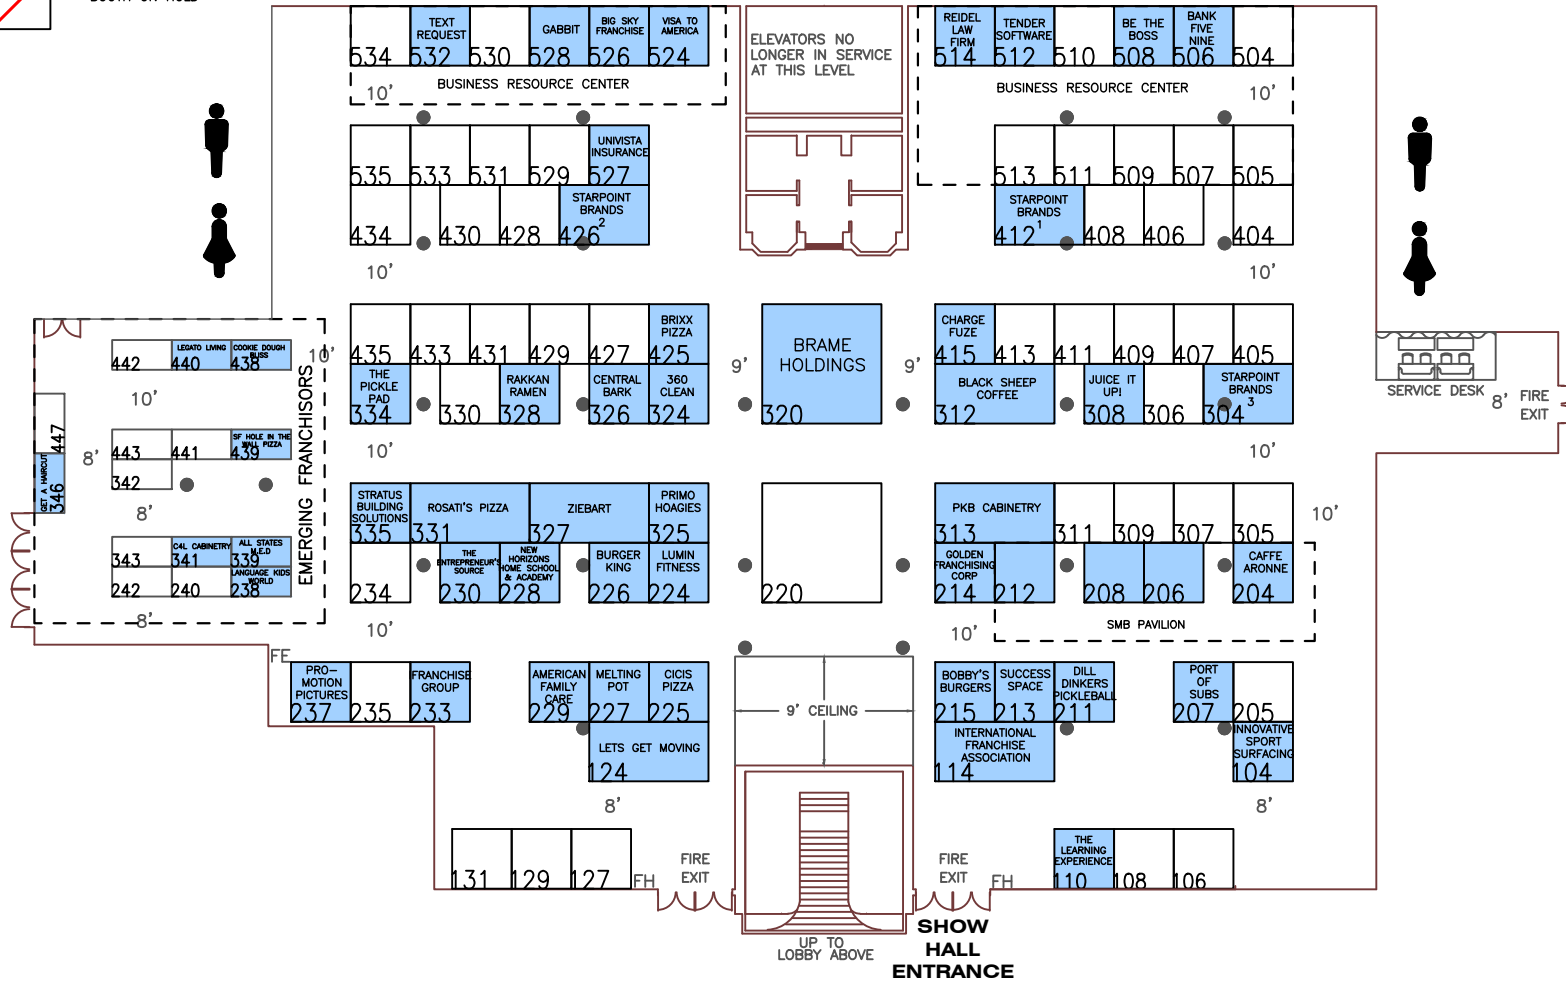 TEXT
REQUEST
GABBIT
BIG SKY
FRANCHISE
VISA TO
AMERICA
534 532 530 528 526 524
BUSINESS RESOURCE CENTER
10'
ELEVATORS NO
LONGER IN SERVICE
AT THIS LEVEL
REIDEL
LAW
FIRM
TENDER
SOFTWARE
BE THE
BOSS
BANK
FIVE
NINE
514 512 510 508 506 504
BUSINESS RESOURCE CENTER
10'
UNIVISTA
INSURANCE
535 533 531 529 527
STARPOINT
BRANDS
2
434 430 428 426
10'
513 511 509 507 505
STARPOINT
BRANDS
1
412 408 406 404
10'
BRIXX
PIZZA
435 433 431 429 427 425
THE
PICKLE
PAD
RAKKAN
RAMEN
CENTRAL
BARK
360
CLEAN
334 330 328 326 324
10'
9'
BRAME
HOLDINGS
320
9'
CHARGE
FUZE
415 413 411 409 407 405
BLACK SHEEP
COFFEE
JUICE IT
UP!
STARPOINT
BRANDS
3
312 308 306 304
10'
SERVICE DESK
8'
FIRE
EXIT
LEGATO LIVING
COOKIE DOUGH
BLISS
442 440 438
10'
10'
SF HOLE IN THE
WALL PIZZA
443 441 439
342
447
GET A HAIRCUT
346
8'
8'
C4L CABINETRY
ALL STATES
M.E.D
343 341 339
LANGUAGE KIDS
WORLD
242 240 238
8'
EMERGING FRANCHISORS
STRATUS
BUILDING
SOLUTIONS
ROSATI'S PIZZA
ZIEBART
PRIMO
HOAGIES
335 331 327 325
THE
ENTREPRENEUR'S
SOURCE
NEW
HORIZONS
HOME SCHOOL
& ACADEMY
BURGER
KING
LUMIN
FITNESS
234 230 228 226 224
10'
220
PKB CABINETRY
313 311 309 307 305
10'
GOLDEN
FRANCHISING
CORP
CAFFE
ARONNE
214 212 208 206 204
SMB PAVILION
10'
FE
PRO-
MOTION
PICTURES
FRANCHISE
GROUP
237 235 233
AMERICAN
FAMILY
CARE
MELTING
POT
CICIS
PIZZA
229 227 225
LETS GET MOVING
124
8'
9' CEILING
BOBBY'S
BURGERS
SUCCESS
SPACE
DILL
DINKERS
PICKLEBALL
215 213 211
INTERNATIONAL
FRANCHISE
ASSOCIATION
114
PORT
OF
SUBS
207 205
INNOVATIVE
SPORT
SURFACING
104
8'
131 129 127
FH
FIRE
EXIT
FIRE
EXIT
FH
THE
LEARNING
EXPERIENCE
110 108 106
UP TO
LOBBY ABOVE
SHOW
HALL
ENTRANCE